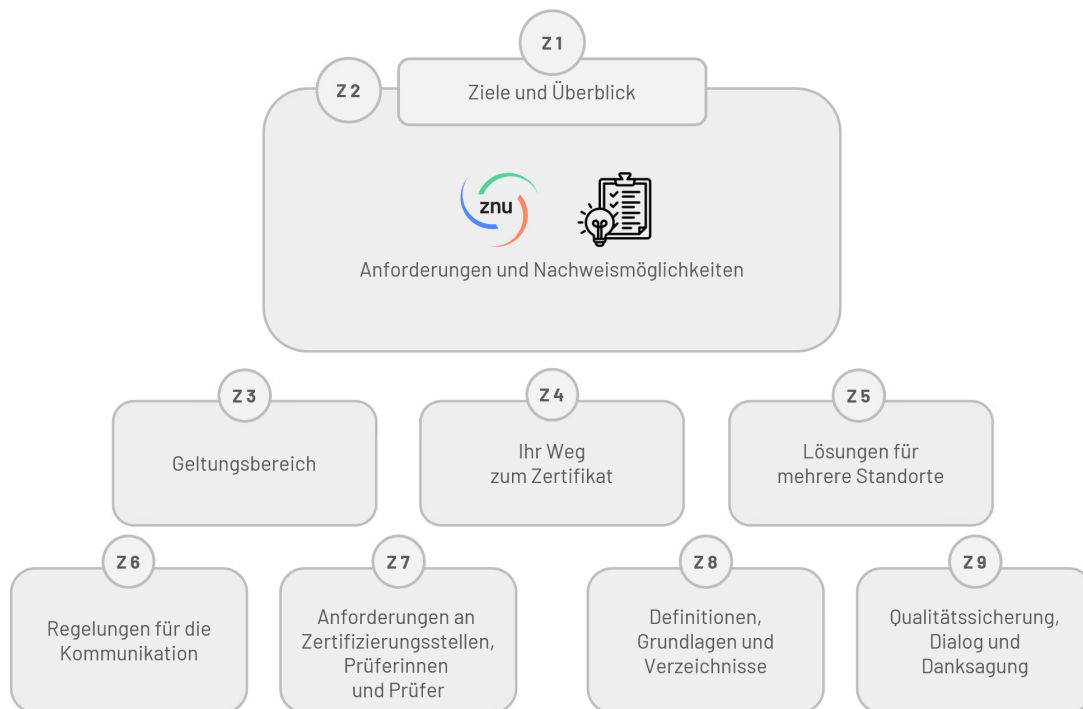 Z 1
Ziele und Überblick
Z 2
znu
Anforderungen und Nachweismöglichkeiten
Z 3
Geltungsbereich
Z 4
Ihr Weg
zum Zertifikat
Z 5
Lösungen für
mehrere Standorte
Z 6
Regelungen für die
Kommunikation
Z 7
Anforderungen an
Zertifizierungsstellen,
Prüferinnen
und Prüfer
Z 8
Definitionen,
Grundlagen und
Verzeichnisse
Z 9
Qualitätssicherung,
Dialog und
Danksagung